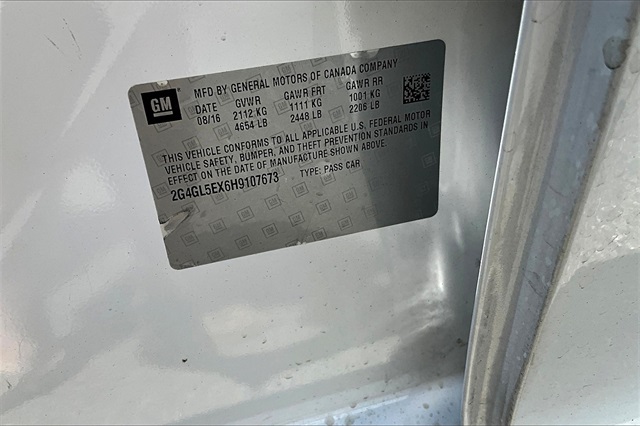 GM
MFD BY GENERAL MOTORS OF CANADA COMPANY
DATE GVWR GAWR FRT GAWR RR
08/16 2112 KG 1111 KG 1001 KG
4654 LB 2448 LB 2206 LB
THIS VEHICLE CONFORMS TO ALL APPLICABLE U.S. FEDERAL MOTOR
VEHICLE SAFETY, BUMPER, AND THEFT PREVENTION STANDARDS IN
EFFECT ON THE DATE OF MANUFACTURE SHOWN ABOVE.
2G4GL5EX6H9107673 TYPE: PASS CAR